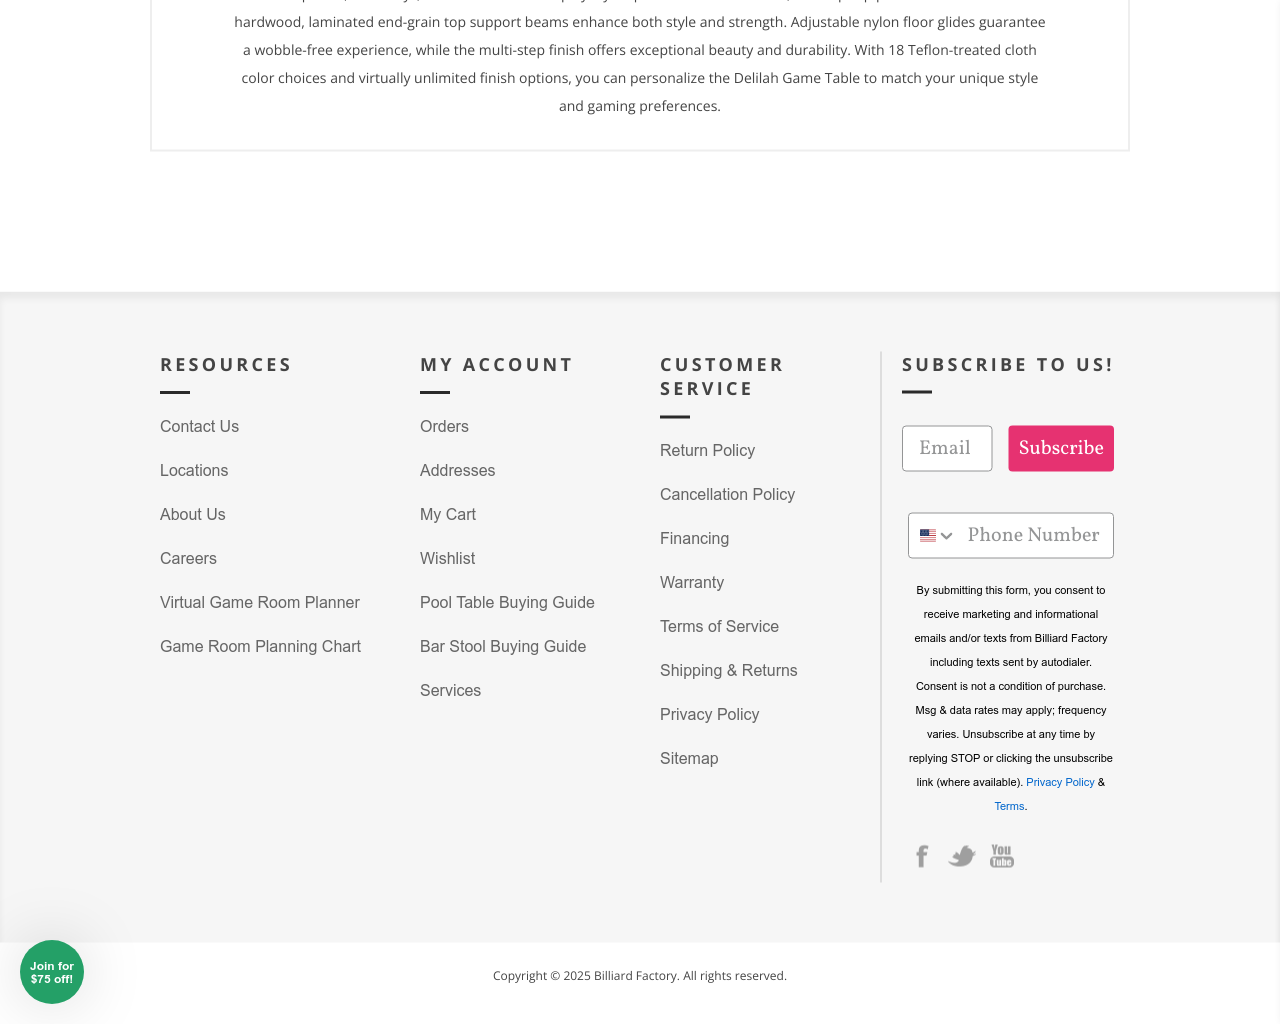 hardwood, laminated end-grain top support beams enhance both style and strength. Adjustable nylon floor glides guarantee
a wobble-free experience, while the multi-step finish offers exceptional beauty and durability. With 18 Teflon-treated cloth
color choices and virtually unlimited finish options, you can personalize the Delilah Game Table to match your unique style
and gaming preferences.
RESOURCES
Contact Us
Locations
About Us
Careers
Virtual Game Room Planner
Game Room Planning Chart
MY ACCOUNT
Orders
Addresses
My Cart
Wishlist
Pool Table Buying Guide
Bar Stool Buying Guide
Services
CUSTOMER
SERVICE
Return Policy
Cancellation Policy
Financing
Warranty
Terms of Service
Shipping & Returns
Privacy Policy
Sitemap
SUBSCRIBE TO US!
Email
Subscribe
Phone Number
By submitting this form, you consent to
receive marketing and informational
emails and/or texts from Billiard Factory
including texts sent by autodialer.
Consent is not a condition of purchase.
Msg & data rates may apply; frequency
varies. Unsubscribe at any time by
replying STOP or clicking the unsubscribe
link (where available). Privacy Policy &
Terms.
You
Tube
Join for
$75 off!
Copyright © 2025 Billiard Factory. All rights reserved.